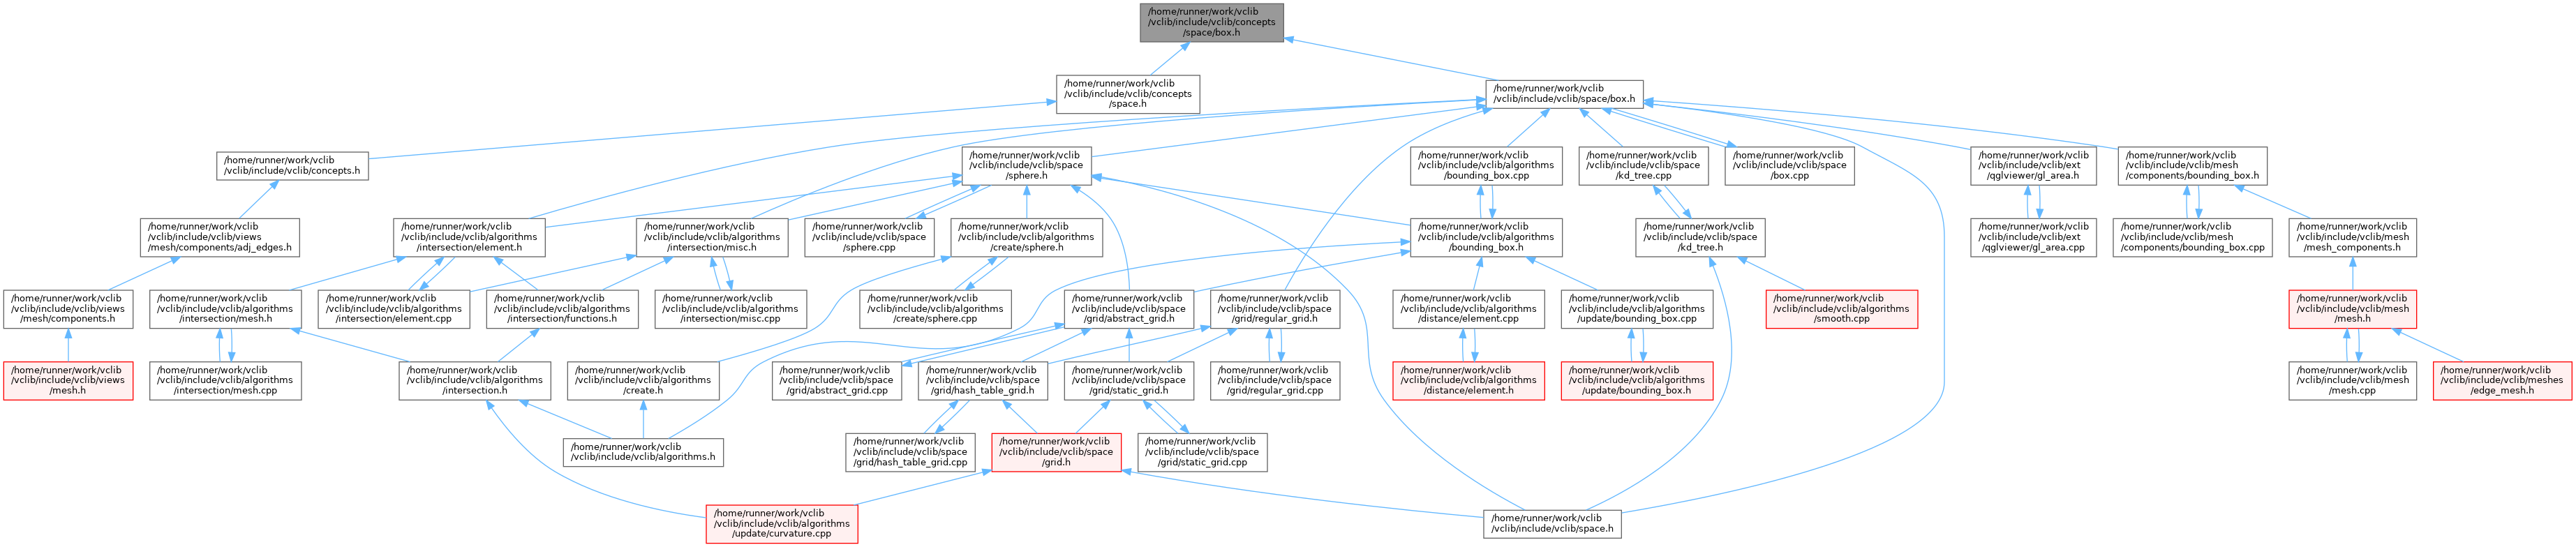 /home/runner/work/vclib
/vclib/include/vclib/concepts
/space/box.h
/home/runner/work/vclib
/vclib/include/vclib/concepts
/space.h
/home/runner/work/vclib
/vclib/include/vclib/space/box.h
/home/runner/work/vclib
/vclib/include/vclib/concepts.h
/home/runner/work/vclib
/vclib/include/vclib/space
/sphere.h
/home/runner/work/vclib
/vclib/include/vclib/algorithms
/bounding_box.cpp
/home/runner/work/vclib
/vclib/include/vclib/space
/kd_tree.cpp
/home/runner/work/vclib
/vclib/include/vclib/space
/box.cpp
/home/runner/work/vclib
/vclib/include/vclib/ext
/qglviewer/gl_area.h
/home/runner/work/vclib
/vclib/include/vclib/mesh
/components/bounding_box.h
/home/runner/work/vclib
/vclib/include/vclib/views
/mesh/components/adj_edges.h
/home/runner/work/vclib
/vclib/include/vclib/algorithms
/intersection/element.h
/home/runner/work/vclib
/vclib/include/vclib/algorithms
/intersection/misc.h
/home/runner/work/vclib
/vclib/include/vclib/space
/sphere.cpp
/home/runner/work/vclib
/vclib/include/vclib/algorithms
/create/sphere.h
/home/runner/work/vclib
/vclib/include/vclib/algorithms
/bounding_box.h
/home/runner/work/vclib
/vclib/include/vclib/space
/kd_tree.h
/home/runner/work/vclib
/vclib/include/vclib/ext
/qglviewer/gl_area.cpp
/home/runner/work/vclib
/vclib/include/vclib/mesh
/components/bounding_box.cpp
/home/runner/work/vclib
/vclib/include/vclib/mesh
/mesh_components.h
/home/runner/work/vclib
/vclib/include/vclib/views
/mesh/components.h
/home/runner/work/vclib
/vclib/include/vclib/algorithms
/intersection/mesh.h
/home/runner/work/vclib
/vclib/include/vclib/algorithms
/intersection/element.cpp
/home/runner/work/vclib
/vclib/include/vclib/algorithms
/intersection/functions.h
/home/runner/work/vclib
/vclib/include/vclib/algorithms
/intersection/misc.cpp
/home/runner/work/vclib
/vclib/include/vclib/algorithms
/create/sphere.cpp
/home/runner/work/vclib
/vclib/include/vclib/space
/grid/abstract_grid.h
/home/runner/work/vclib
/vclib/include/vclib/space
/grid/regular_grid.h
/home/runner/work/vclib
/vclib/include/vclib/algorithms
/distance/element.cpp
/home/runner/work/vclib
/vclib/include/vclib/algorithms
/update/bounding_box.cpp
/home/runner/work/vclib
/vclib/include/vclib/algorithms
/smooth.cpp
/home/runner/work/vclib
/vclib/include/vclib/mesh
/mesh.h
/home/runner/work/vclib
/vclib/include/vclib/views
/mesh.h
/home/runner/work/vclib
/vclib/include/vclib/algorithms
/intersection/mesh.cpp
/home/runner/work/vclib
/vclib/include/vclib/algorithms
/intersection.h
/home/runner/work/vclib
/vclib/include/vclib/algorithms
/create.h
/home/runner/work/vclib
/vclib/include/vclib/space
/grid/abstract_grid.cpp
/home/runner/work/vclib
/vclib/include/vclib/space
/grid/hash_table_grid.h
/home/runner/work/vclib
/vclib/include/vclib/space
/grid/static_grid.h
/home/runner/work/vclib
/vclib/include/vclib/space
/grid/regular_grid.cpp
/home/runner/work/vclib
/vclib/include/vclib/algorithms
/distance/element.h
/home/runner/work/vclib
/vclib/include/vclib/algorithms
/update/bounding_box.h
/home/runner/work/vclib
/vclib/include/vclib/mesh
/mesh.cpp
/home/runner/work/vclib
/vclib/include/vclib/meshes
/edge_mesh.h
/home/runner/work/vclib
/vclib/include/vclib/algorithms.h
/home/runner/work/vclib
/vclib/include/vclib/space
/grid/hash_table_grid.cpp
/home/runner/work/vclib
/vclib/include/vclib/space
/grid.h
/home/runner/work/vclib
/vclib/include/vclib/space
/grid/static_grid.cpp
/home/runner/work/vclib
/vclib/include/vclib/algorithms
/update/curvature.cpp
/home/runner/work/vclib
/vclib/include/vclib/space.h